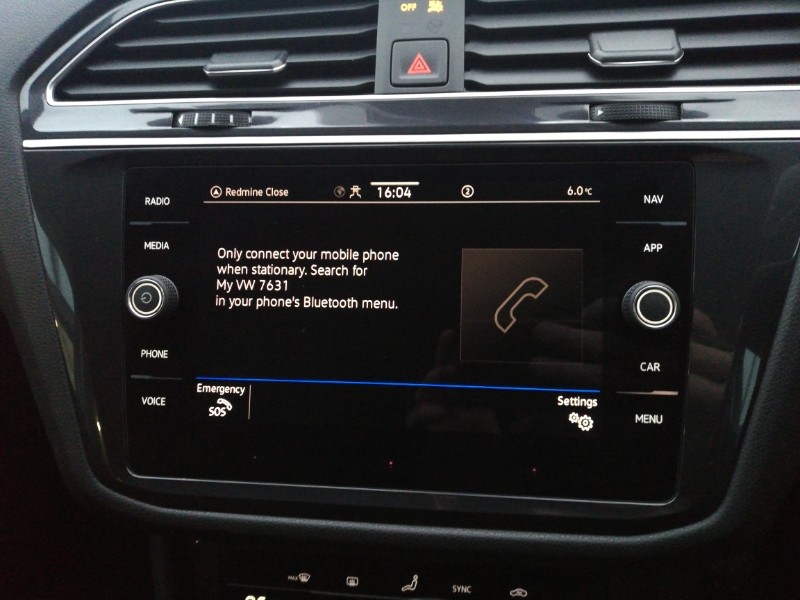 OFF
RADIO
MEDIA
PHONE
VOICE
Redmine Close
16:04
2
6.0°C
Only connect your mobile phone
when stationary. Search for
My VW 7631
in your phone's Bluetooth menu.
Emergency
SOS
Settings
NAV
APP
CAR
MENU
MAX
SYNC